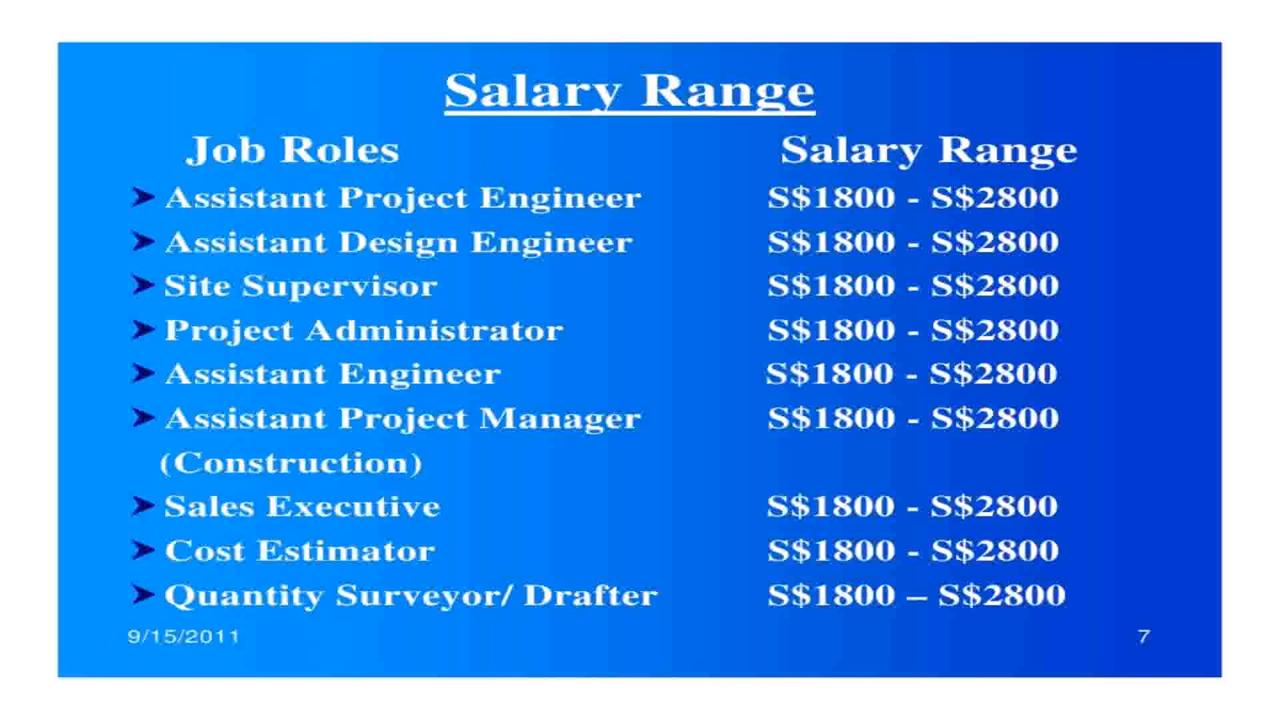 Salary Range
Job Roles Salary Range
➤ Assistant Project Engineer S$1800 - S$2800
➤ Assistant Design Engineer S$1800 - S$2800
➤ Site Supervisor S$1800 - S$2800
➤ Project Administrator S$1800 - S$2800
➤ Assistant Engineer S$1800 - S$2800
➤ Assistant Project Manager S$1800 - S$2800
(Construction)
➤ Sales Executive S$1800 - S$2800
➤ Cost Estimator S$1800 - S$2800
➤ Quantity Surveyor/ Drafter S$1800 – S$2800
9/15/2011 7